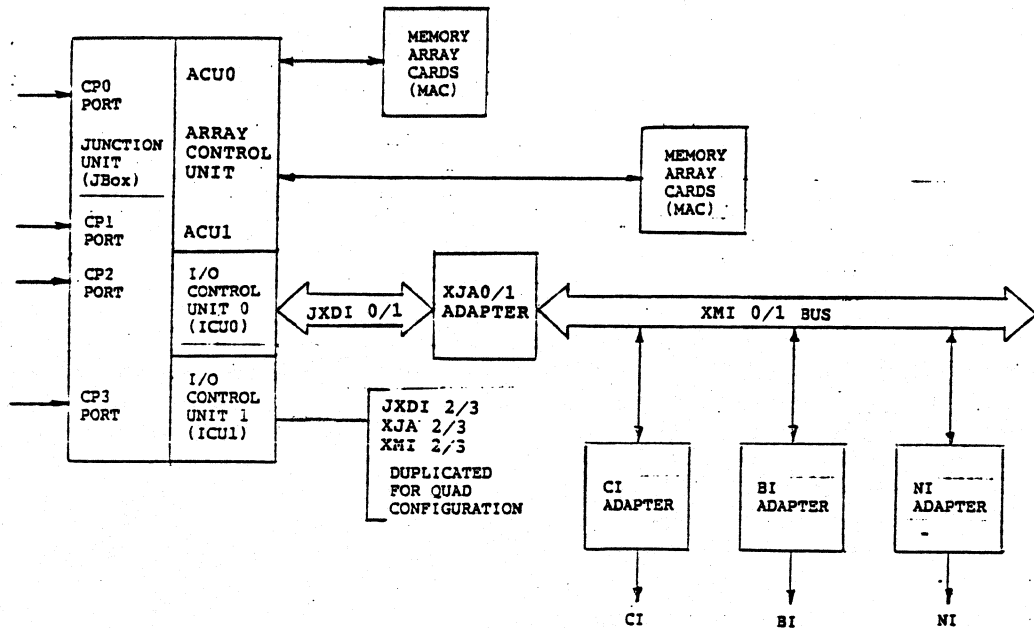 CP0
PORT
JUNCTION
UNIT
(JBox)
CP1
PORT
CP2
PORT
CP3
PORT
ACU0
ARRAY
CONTROL
UNIT
ACU1
I/O
CONTROL
UNIT 0
(ICU0)
I/O
CONTROL
UNIT 1
(ICU1)
MEMORY
ARRAY
CARDS
(MAC)
MEMORY
ARRAY
CARDS
(MAC)
JXDI 0/1
XJA0/1
ADAPTER
XMI 0/1 BUS
JXDI 2/3
XJA 2/3
XMI 2/3
DUPLICATED
FOR QUAD
CONFIGURATION
CI
ADAPTER
BI
ADAPTER
NI
ADAPTER
CI
BI
NI